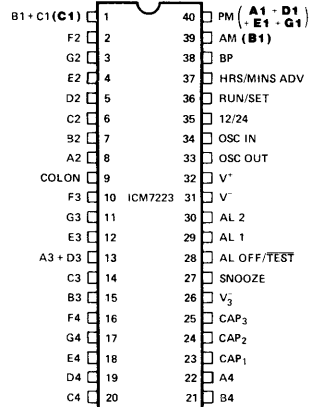 B1 + C1 (C1) 1 40 PM ( A1 + D1 + E1 + G1 )
F2 2 39 AM (B1)
G2 3 38 BP
E2 4 37 HRS/MINS ADV
D2 5 36 RUN/SET
C2 6 35 12/24
B2 7 34 OSC IN
A2 8 33 OSC OUT
COLON 9 32 V+
F3 10 ICM7223 31 V−
G3 11 30 AL 2
E3 12 29 AL 1
A3 + D3 13 28 AL OFF/T̅E̅S̅T̅
C3 14 27 SNOOZE
B3 15 26 V₃⁻
F4 16 25 CAP₃
G4 17 24 CAP₂
E4 18 23 CAP₁
D4 19 22 A4
C4 20 21 B4